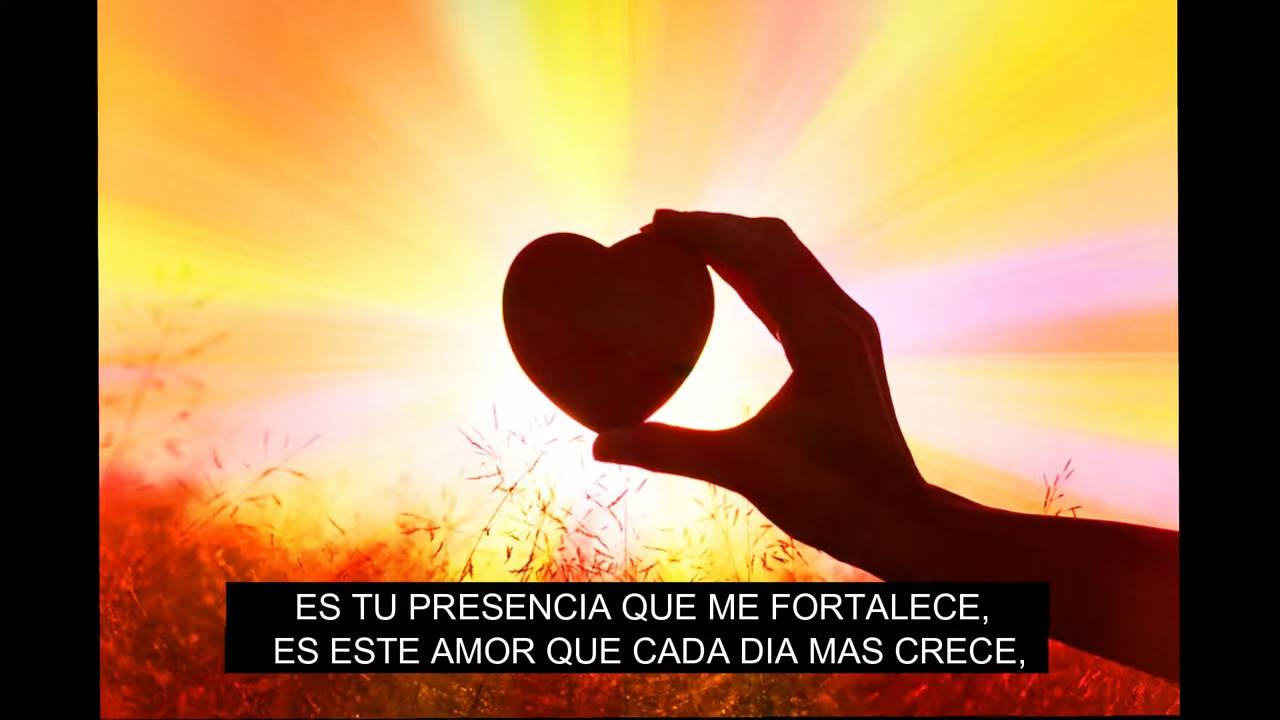 ES TU PRESENCIA QUE ME FORTALECE,
ES ESTE AMOR QUE CADA DIA MAS CRECE,